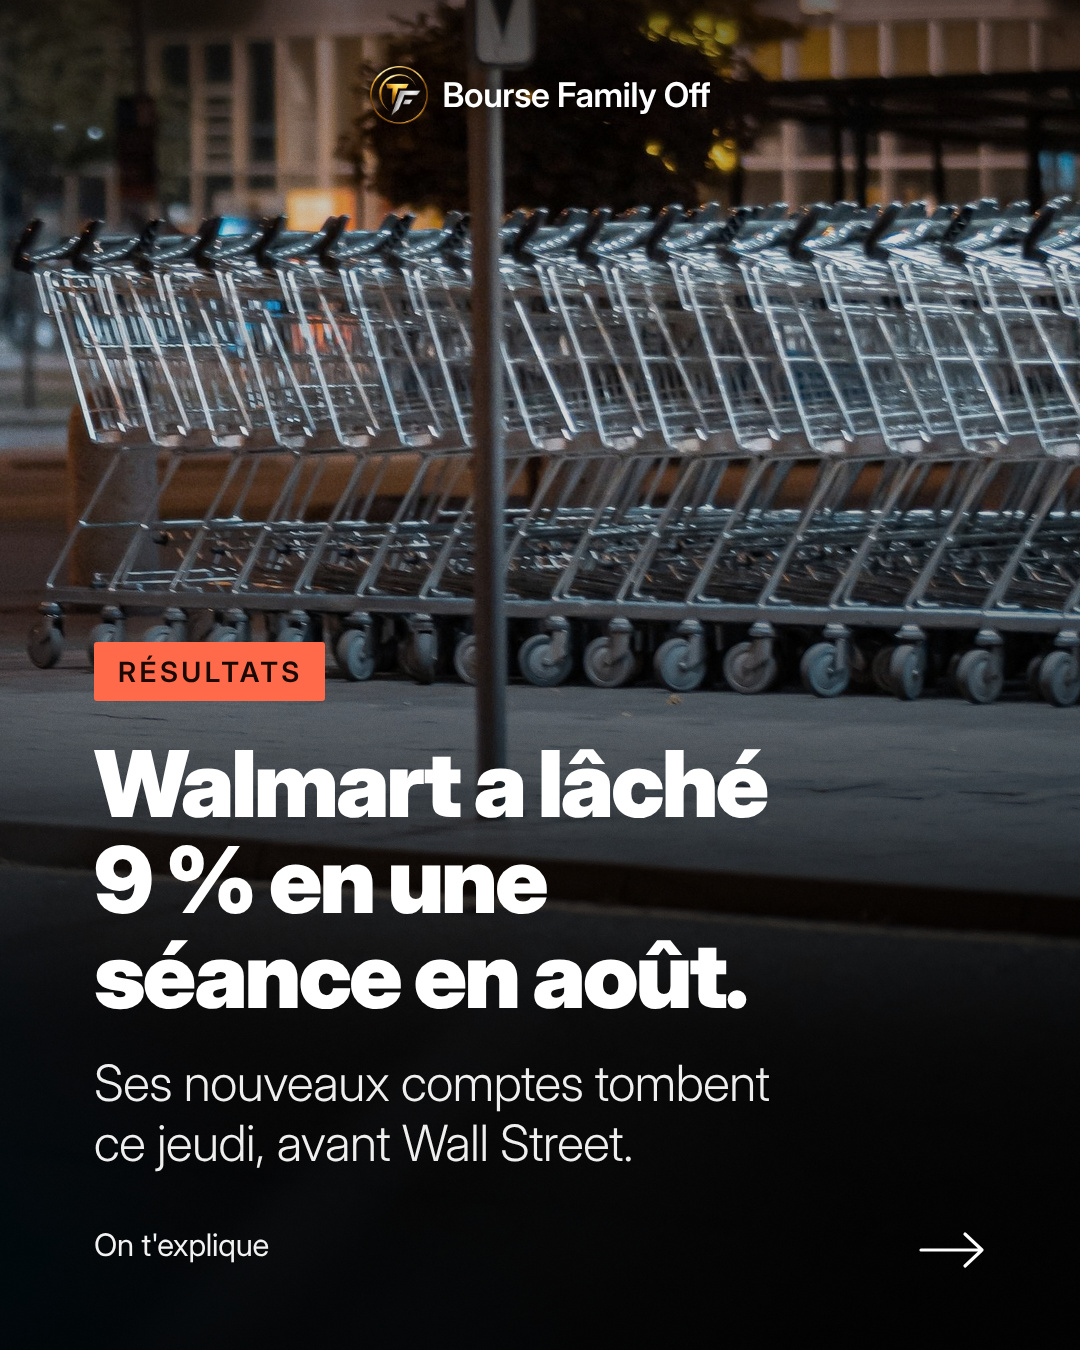 Bourse Family Off
RÉSULTATS
Walmart a lâché
9 % en une
séance en août.
Ses nouveaux comptes tombent
ce jeudi, avant Wall Street.
On t'explique